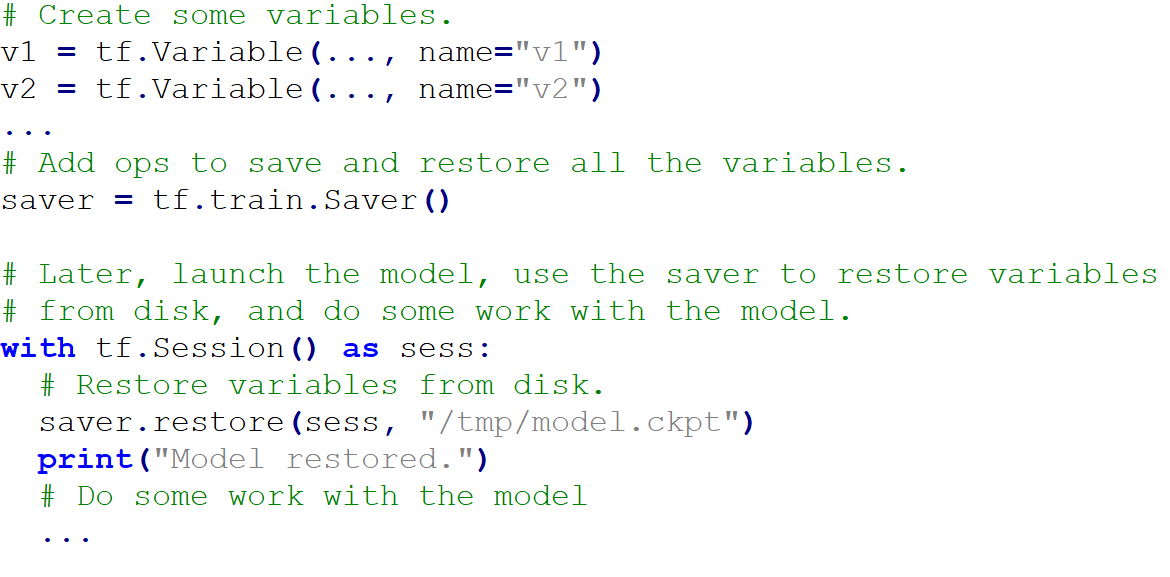 # Create some variables.
v1 = tf.Variable(..., name="v1")
v2 = tf.Variable(..., name="v2")
...
# Add ops to save and restore all the variables.
saver = tf.train.Saver()
# Later, launch the model, use the saver to restore variables
# from disk, and do some work with the model.
with tf.Session() as sess:
  # Restore variables from disk.
  saver.restore(sess, "/tmp/model.ckpt")
  print("Model restored.")
  # Do some work with the model
  ...